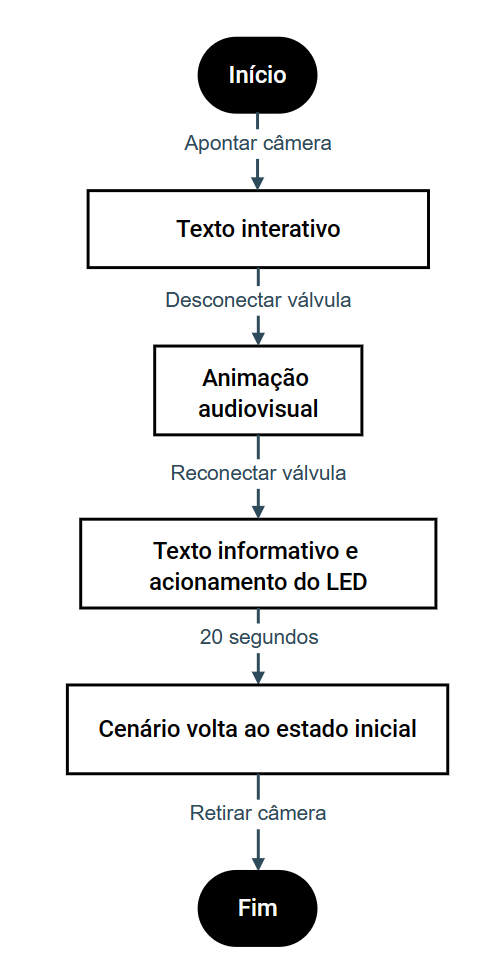 Início
Apontar câmera
Texto interativo
Desconectar válvula
Animação
audiovisual
Reconectar válvula
Texto informativo e
acionamento do LED
20 segundos
Cenário volta ao estado inicial
Retirar câmera
Fim